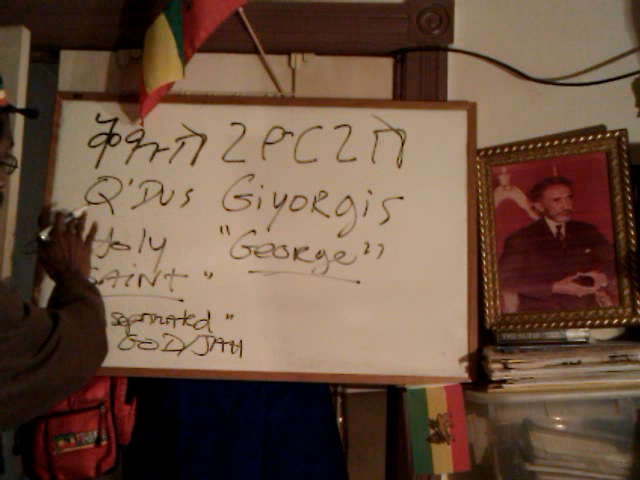 ቅዱስ ጊዮርጊስ
Q'Dus Giyorgis
Holy "George"
SAINT"
separated"
GOD/JAH